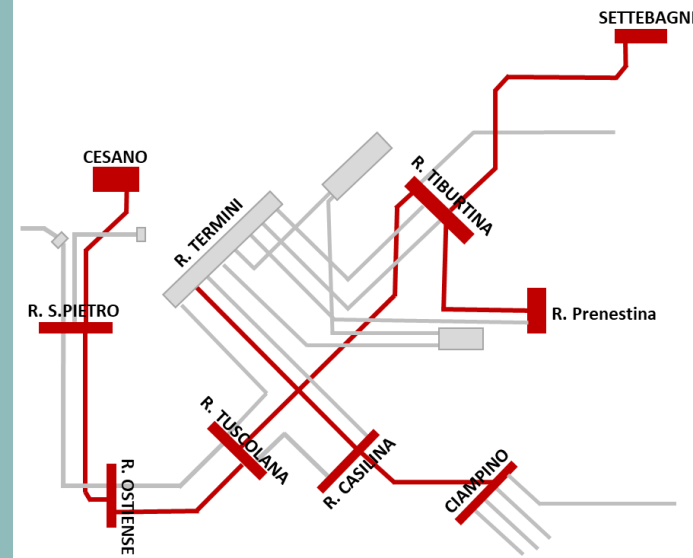 SETTEBAGNI
CESANO
R. TIBURTINA
R. TERMINI
R. S.PIETRO
R. Prenestina
R. TUSCOLANA
R. CASILINA
CIAMPINO
R. OSTIENSE